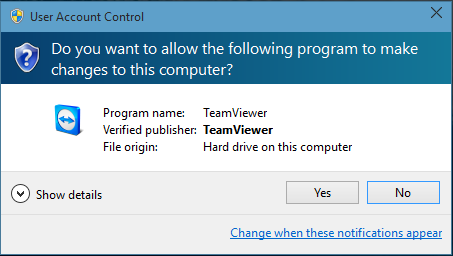 User Account Control
Do you want to allow the following program to make
changes to this computer?
Program name: TeamViewer
Verified publisher: TeamViewer
File origin: Hard drive on this computer
Show details
Yes
No
Change when these notifications appear